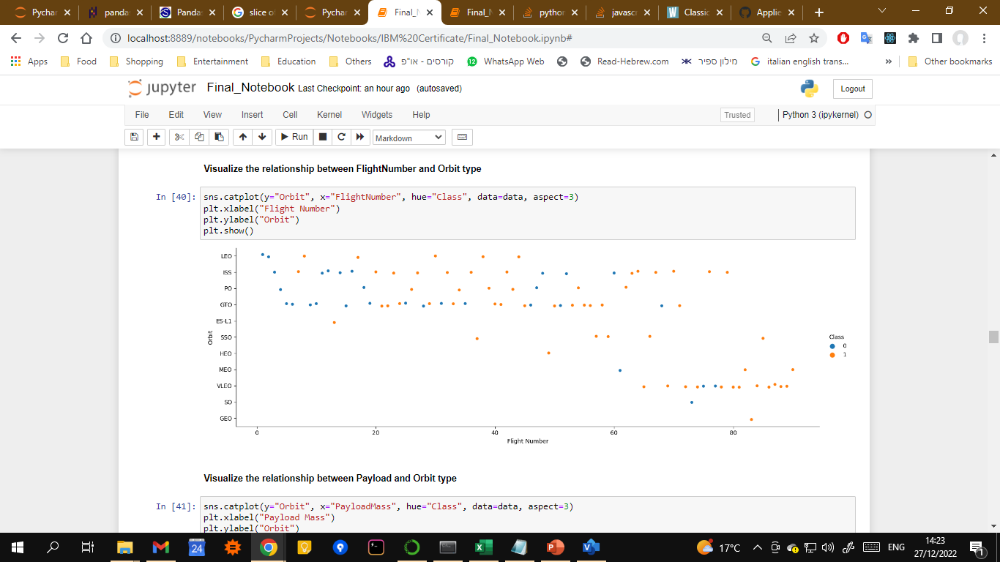 Pychar
panda
Panda
slice o
Pychar
Final_N
Final_N
python
javascr
Classic
Applie
localhost:8889/notebooks/PycharmProjects/Notebooks/IBM%20Certificate/Final_Notebook.ipynb#
Apps Food Shopping Entertainment Education Others קורסים - או"פ 12 WhatsApp Web Read-Hebrew.com מילון ספיר italian english trans... » Other bookmarks
jupyter Final_Notebook Last Checkpoint: an hour ago (autosaved) Logout
File Edit View Insert Cell Kernel Widgets Help Trusted Python 3 (ipykernel)
Run Markdown
Visualize the relationship between FlightNumber and Orbit type
In [40]: sns.catplot(y="Orbit", x="FlightNumber", hue="Class", data=data, aspect=3)
plt.xlabel("Flight Number")
plt.ylabel("Orbit")
plt.show()
LEO
ISS
PO
GTO
ES-L1
SSO
HEO
MEO
VLEO
SO
GEO
Orbit
Class
0
1
0 20 40 60 80
Flight Number
Visualize the relationship between Payload and Orbit type
In [41]: sns.catplot(y="Orbit", x="PayloadMass", hue="Class", data=data, aspect=3)
plt.xlabel("Payload Mass")
plt.ylabel("Orbit")
24 17°C ENG 14:23
27/12/2022 1